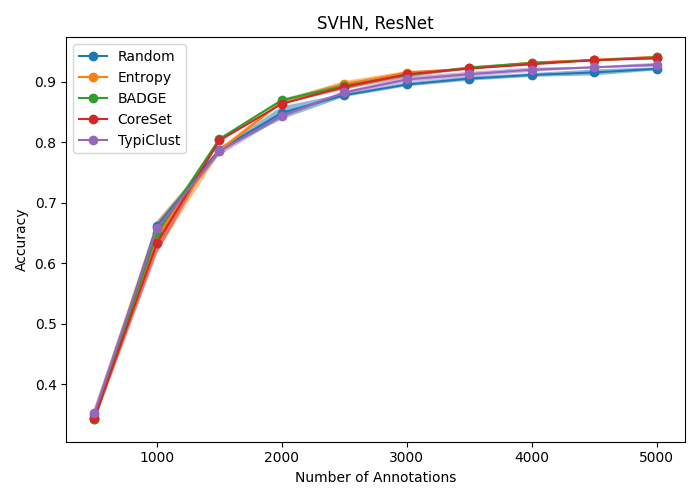 SVHN, ResNet
Random
Entropy
BADGE
CoreSet
TypiClust
0.9
0.8
0.7
0.6
0.5
0.4
Accuracy
1000 2000 3000 4000 5000
Number of Annotations